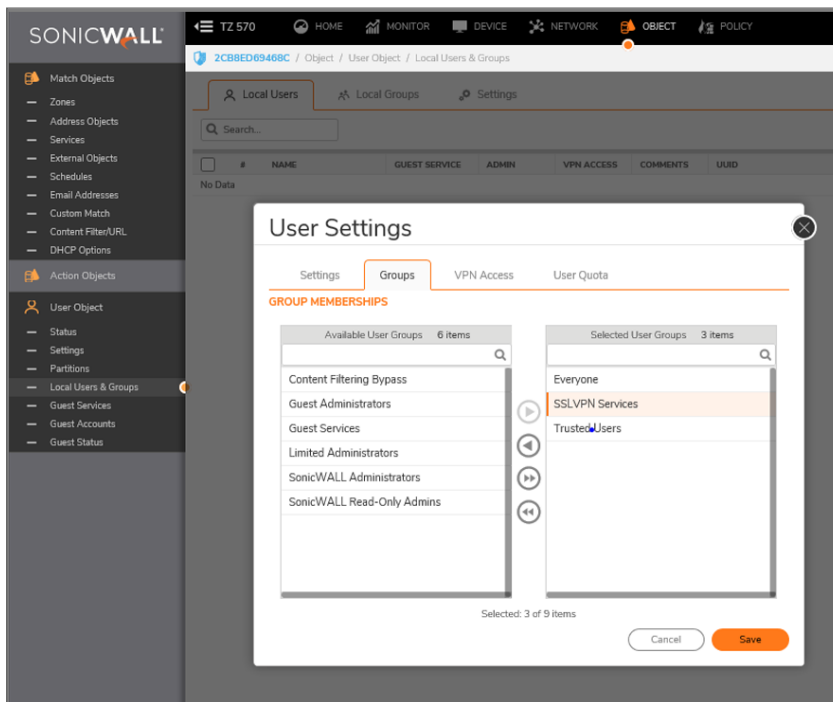 SONICWALL
TZ 570 HOME MONITOR DEVICE NETWORK OBJECT POLICY
2CB8ED69468C / Object / User Object / Local Users & Groups
Match Objects
Zones
Address Objects
Services
External Objects
Schedules
Email Addresses
Custom Match
Content Filter/URL
DHCP Options
Action Objects
User Object
Status
Settings
Partitions
Local Users & Groups
Guest Services
Guest Accounts
Guest Status
Local Users Local Groups Settings
Search...
# NAME GUEST SERVICE ADMIN VPN ACCESS COMMENTS UUID
No Data
User Settings
Settings Groups VPN Access User Quota
GROUP MEMBERSHIPS
Available User Groups 6 items
Content Filtering Bypass
Guest Administrators
Guest Services
Limited Administrators
SonicWALL Administrators
SonicWALL Read-Only Admins
Selected User Groups 3 items
Everyone
SSLVPN Services
Trusted Users
Selected: 3 of 9 items
Cancel Save